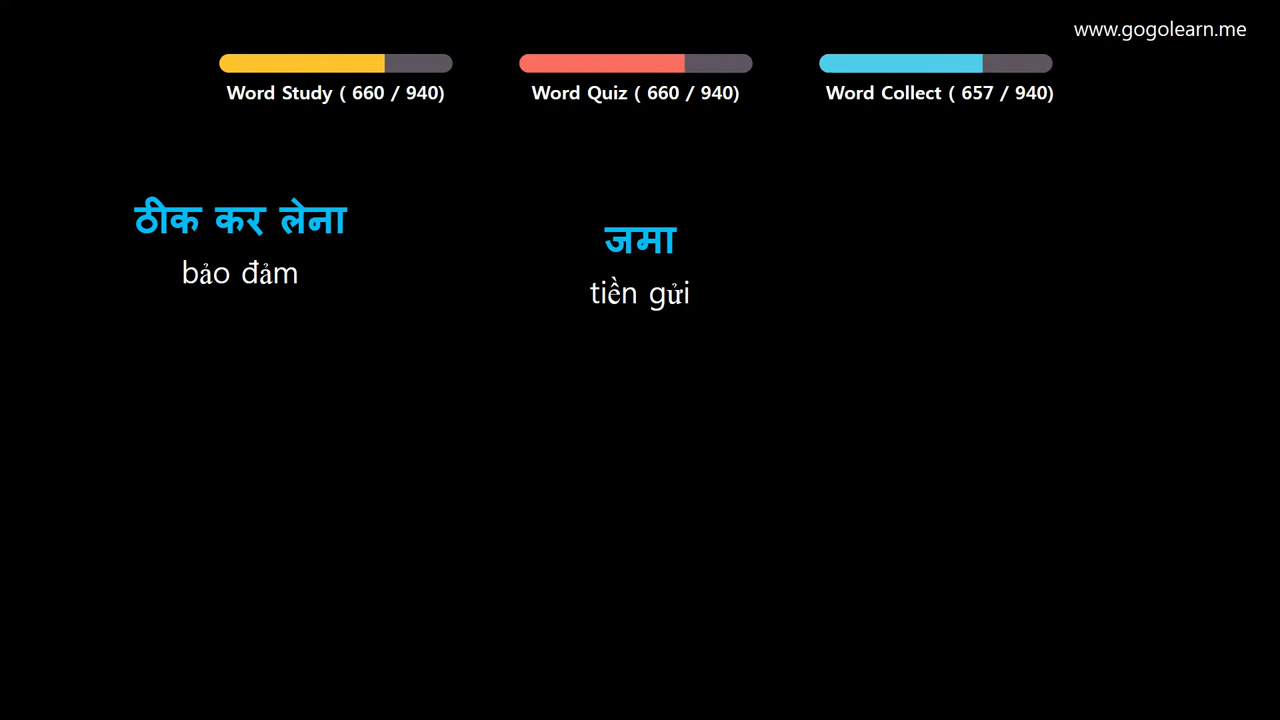 www.gogolearn.me
Word Study ( 660 / 940)
Word Quiz ( 660 / 940)
Word Collect ( 657 / 940)
ठीक कर लेना
bảo đảm
जमा
tiền gửi